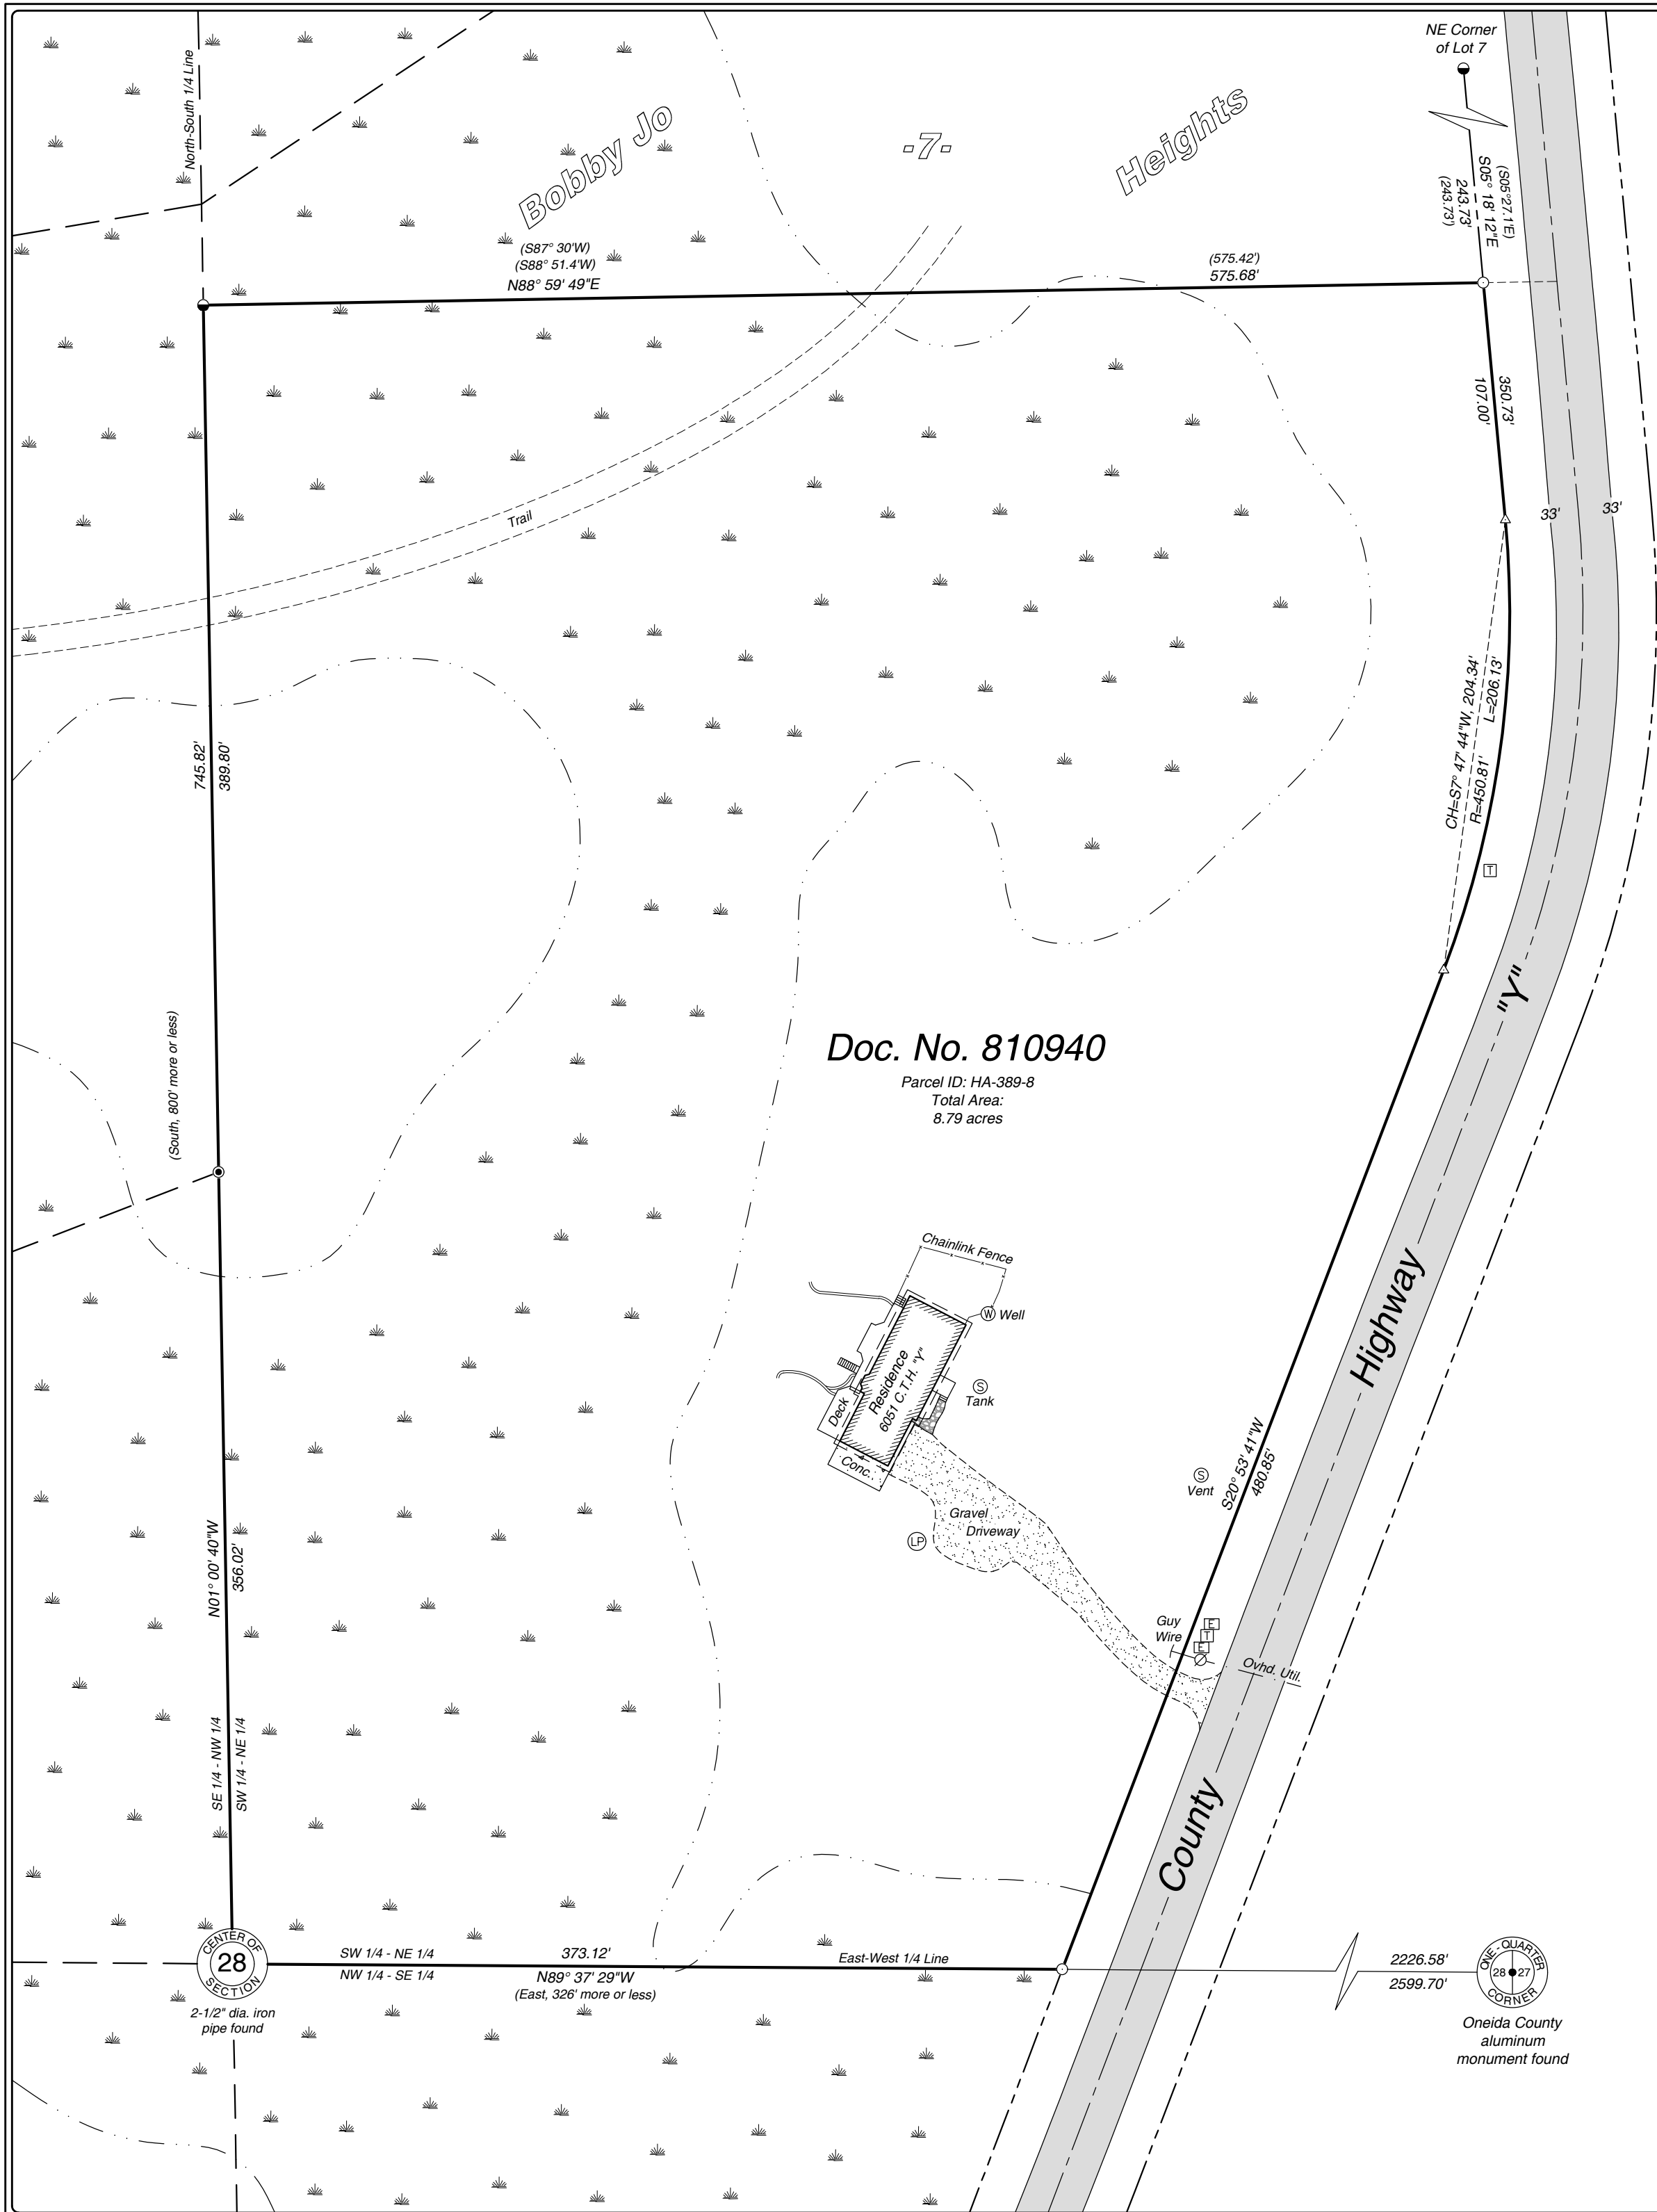 NE Corner
of Lot 7
North-South 1/4 Line
Bobby Jo
-7-
Heights
(S05°27.1'E)
S05° 18' 12"E
243.73'
(243.73')
(S87° 30'W)
(S88° 51.4'W)
N88° 59' 49"E
(575.42')
575.68'
350.73'
107.00'
33'
33'
Trail
CH=S7° 47' 44"W, 204.34'
L=206.13'
R=450.81'
T
745.82'
389.80'
"Y"
(South, 800' more or less)
Doc. No. 810940
Parcel ID: HA-389-8
Total Area:
8.79 acres
Chainlink Fence
W Well
Residence
6051 C.T.H. "Y"
S
Tank
Deck
Conc.
Highway
S20° 53' 41"W
480.85'
S
Vent
Gravel
Driveway
LP
N01° 00' 40"W
356.02'
Guy
Wire
E
T
E
Ovhd. Util.
SE 1/4 - NW 1/4
SW 1/4 - NE 1/4
County
CENTER OF
28
SECTION
2-1/2" dia. iron
pipe found
SW 1/4 - NE 1/4
NW 1/4 - SE 1/4
373.12'
N89° 37' 29"W
(East, 326' more or less)
East-West 1/4 Line
2226.58'
2599.70'
ONE - QUARTER
28 27
CORNER
Oneida County
aluminum
monument found